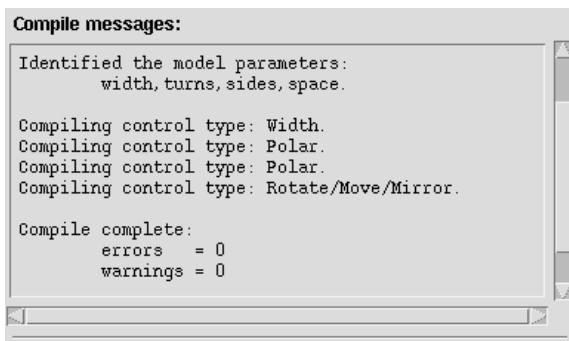 Compile messages:
Identified the model parameters:
width,turns,sides,space.
Compiling control type: Width.
Compiling control type: Polar.
Compiling control type: Polar.
Compiling control type: Rotate/Move/Mirror.
Compile complete:
errors = 0
warnings = 0